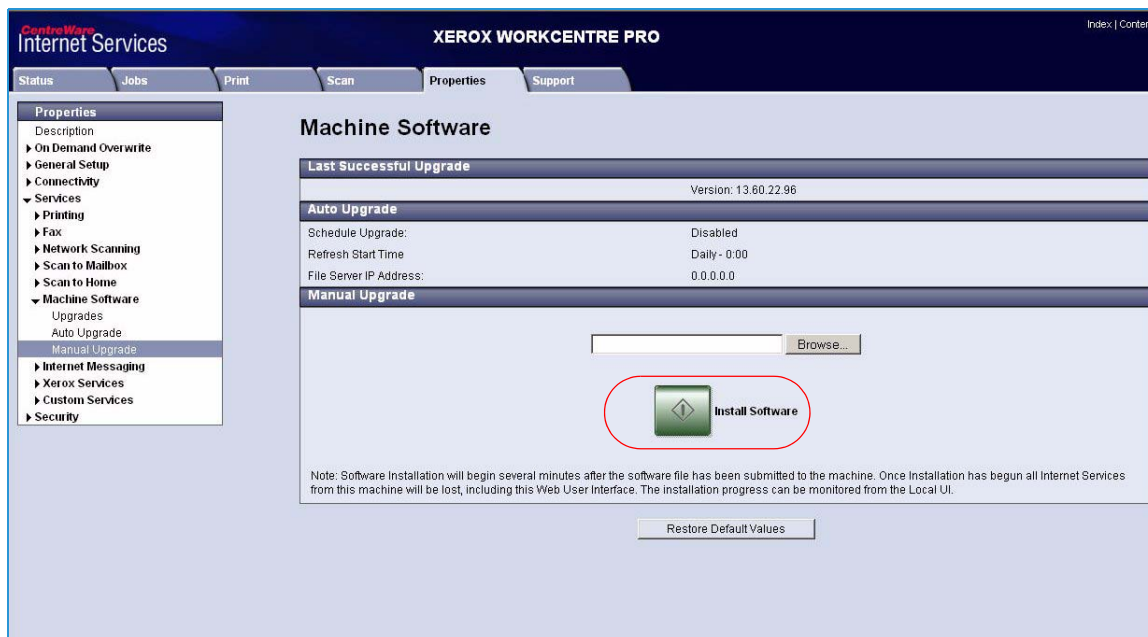 CentreWare
Internet Services
XEROX WORKCENTRE PRO
Index | Conten
Status Jobs Print Scan Properties Support
Properties
Description
On Demand Overwrite
General Setup
Connectivity
Services
Printing
Fax
Network Scanning
Scan to Mailbox
Scan to Home
Machine Software
Upgrades
Auto Upgrade
Manual Upgrade
Internet Messaging
Xerox Services
Custom Services
Security
Machine Software
Last Successful Upgrade
Version: 13.60.22.96
Auto Upgrade
Schedule Upgrade: Disabled
Refresh Start Time Daily - 0:00
File Server IP Address: 0.0.0.0.0
Manual Upgrade
Browse...
Install Software
Note: Software Installation will begin several minutes after the software file has been submitted to the machine. Once Installation has begun all Internet Services
from this machine will be lost, including this Web User Interface. The installation progress can be monitored from the Local UI.
Restore Default Values